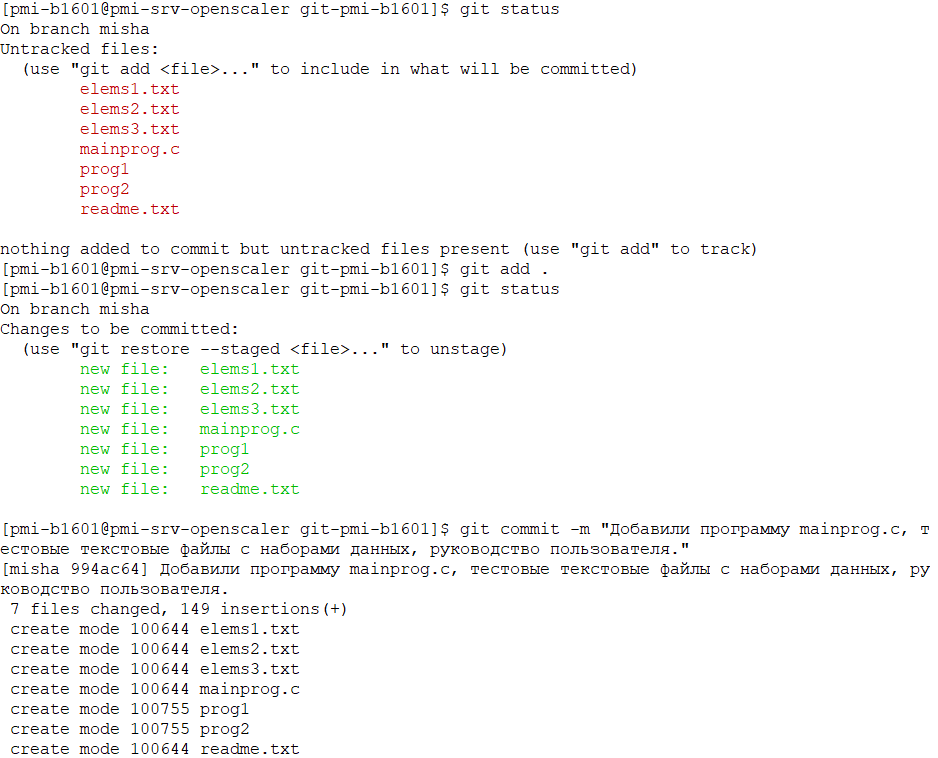 [pmi-b1601@pmi-srv-openscaler git-pmi-b1601]$ git status
On branch misha
Untracked files:
  (use "git add <file>..." to include in what will be committed)
        elems1.txt
        elems2.txt
        elems3.txt
        mainprog.c
        prog1
        prog2
        readme.txt

nothing added to commit but untracked files present (use "git add" to track)
[pmi-b1601@pmi-srv-openscaler git-pmi-b1601]$ git add .
[pmi-b1601@pmi-srv-openscaler git-pmi-b1601]$ git status
On branch misha
Changes to be committed:
  (use "git restore --staged <file>..." to unstage)
        new file:   elems1.txt
        new file:   elems2.txt
        new file:   elems3.txt
        new file:   mainprog.c
        new file:   prog1
        new file:   prog2
        new file:   readme.txt

[pmi-b1601@pmi-srv-openscaler git-pmi-b1601]$ git commit -m "Добавили программу mainprog.c, т
естовые текстовые файлы с наборами данных, руководство пользователя."
[misha 994ac64] Добавили программу mainprog.c, тестовые текстовые файлы с наборами данных, ру
ководство пользователя.
 7 files changed, 149 insertions(+)
 create mode 100644 elems1.txt
 create mode 100644 elems2.txt
 create mode 100644 elems3.txt
 create mode 100644 mainprog.c
 create mode 100755 prog1
 create mode 100755 prog2
 create mode 100644 readme.txt